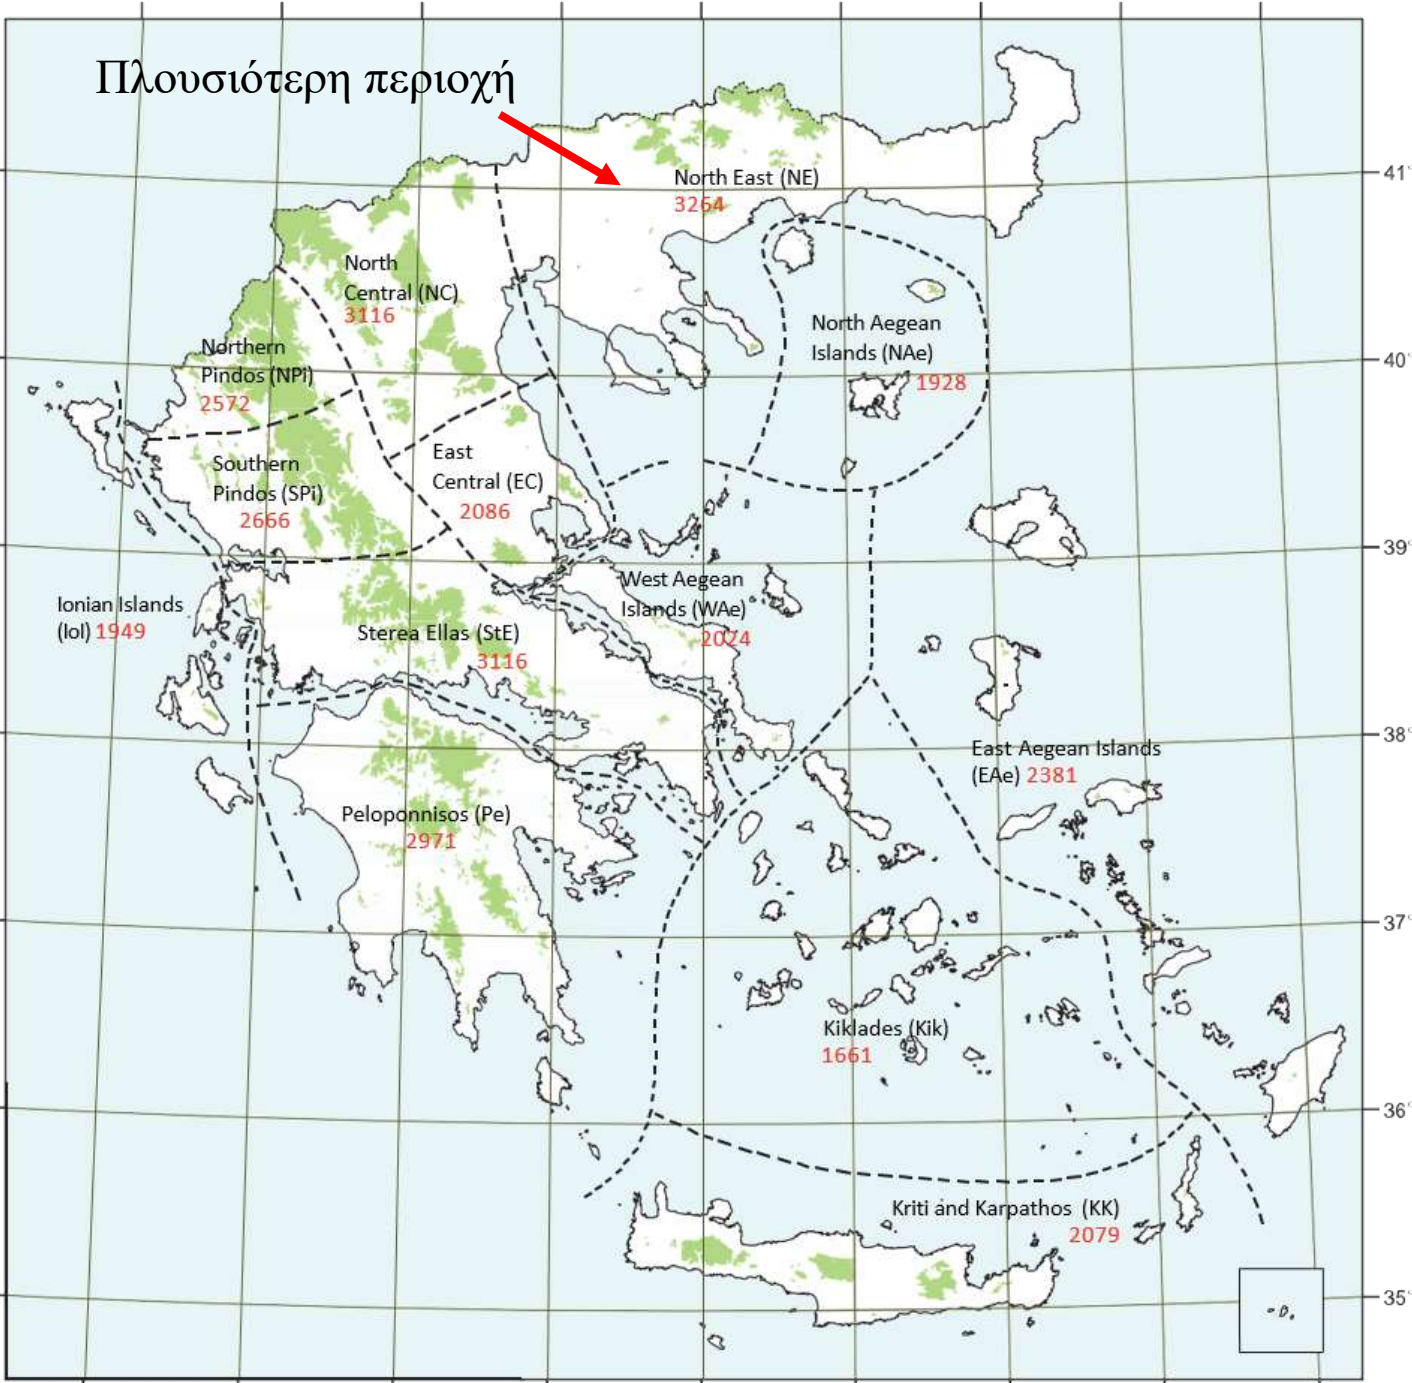 Πλουσιότερη περιοχή
North East (NE)
3264
41°
North
Central (NC)
3116
North Aegean
Islands (NAe)
1928
40°
Northern
Pindos (NPi)
2572
East
Central (EC)
2086
Southern
Pindos (SPi)
2666
39°
West Aegean
Islands (WAe)
2024
Ionian Islands
(IoI) 1949
Sterea Ellas (StE)
3116
38°
East Aegean Islands
(EAe) 2381
Peloponnisos (Pe)
2971
37°
Kiklades (Kik)
1661
36°
Kriti and Karpathos (KK)
2079
35°